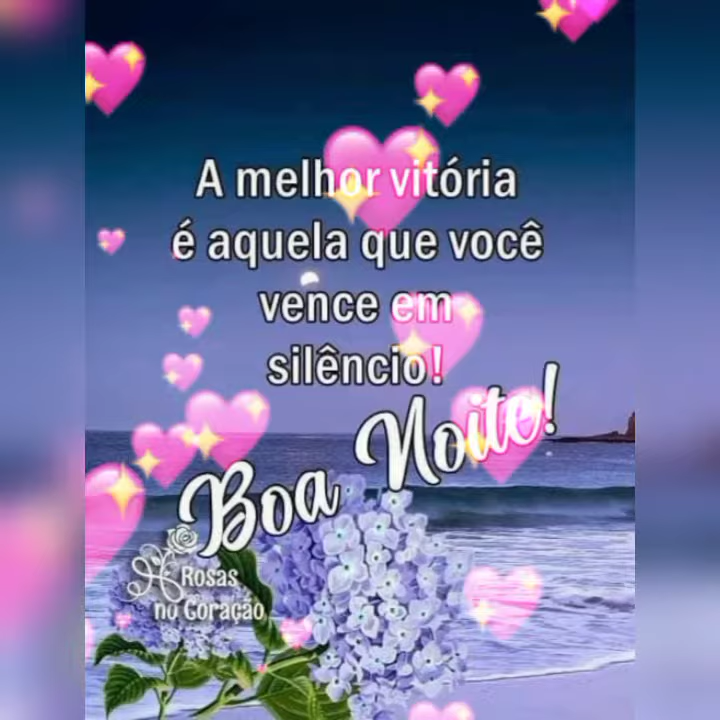 A melhor vitória
é aquela que você
vence em
silêncio!
Boa Noite!
Rosas
no Coração